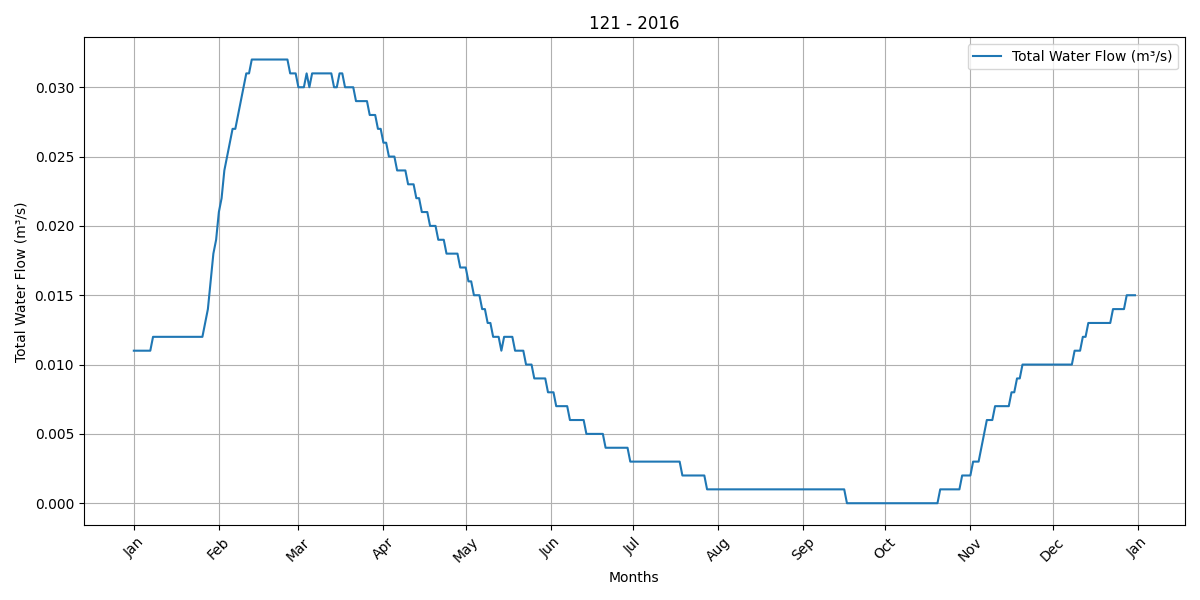 121 - 2016
Total Water Flow (m³/s)
Total Water Flow (m³/s)
0.030
0.025
0.020
0.015
0.010
0.005
0.000
Jan
Feb
Mar
Apr
May
Jun
Jul
Aug
Sep
Oct
Nov
Dec
Jan
Months